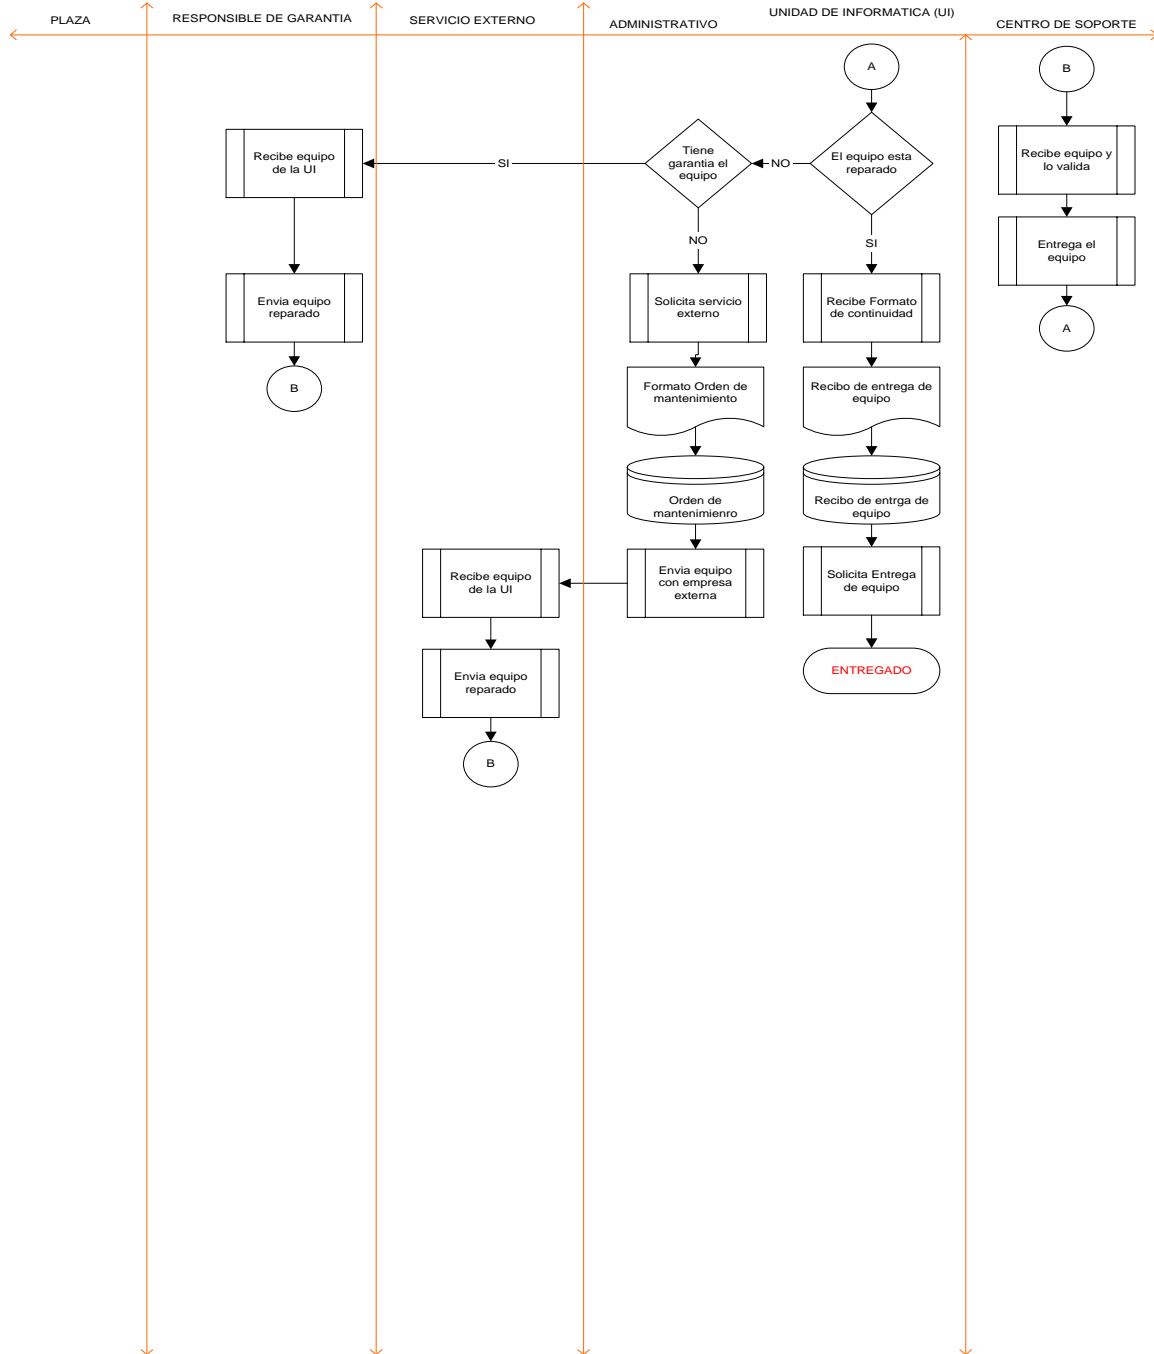 PLAZA
RESPONSIBLE DE GARANTIA
SERVICIO EXTERNO
UNIDAD DE INFORMATICA (UI)
ADMINISTRATIVO
CENTRO DE SOPORTE
A
B
Recibe equipo
de la UI
SI
Tiene
garantia el
equipo
NO
El equipo esta
reparado
Recibe equipo y
lo valida
NO
SI
Entrega el
equipo
Envia equipo
reparado
Solicita servicio
externo
Recibe Formato
de continuidad
A
B
Formato Orden de
mantenimiento
Recibo de entrega de
equipo
Orden de
mantenimienro
Recibo de entrga de
equipo
Recibe equipo
de la UI
Envia equipo
con empresa
externa
Solicita Entrega
de equipo
Envia equipo
reparado
ENTREGADO
B